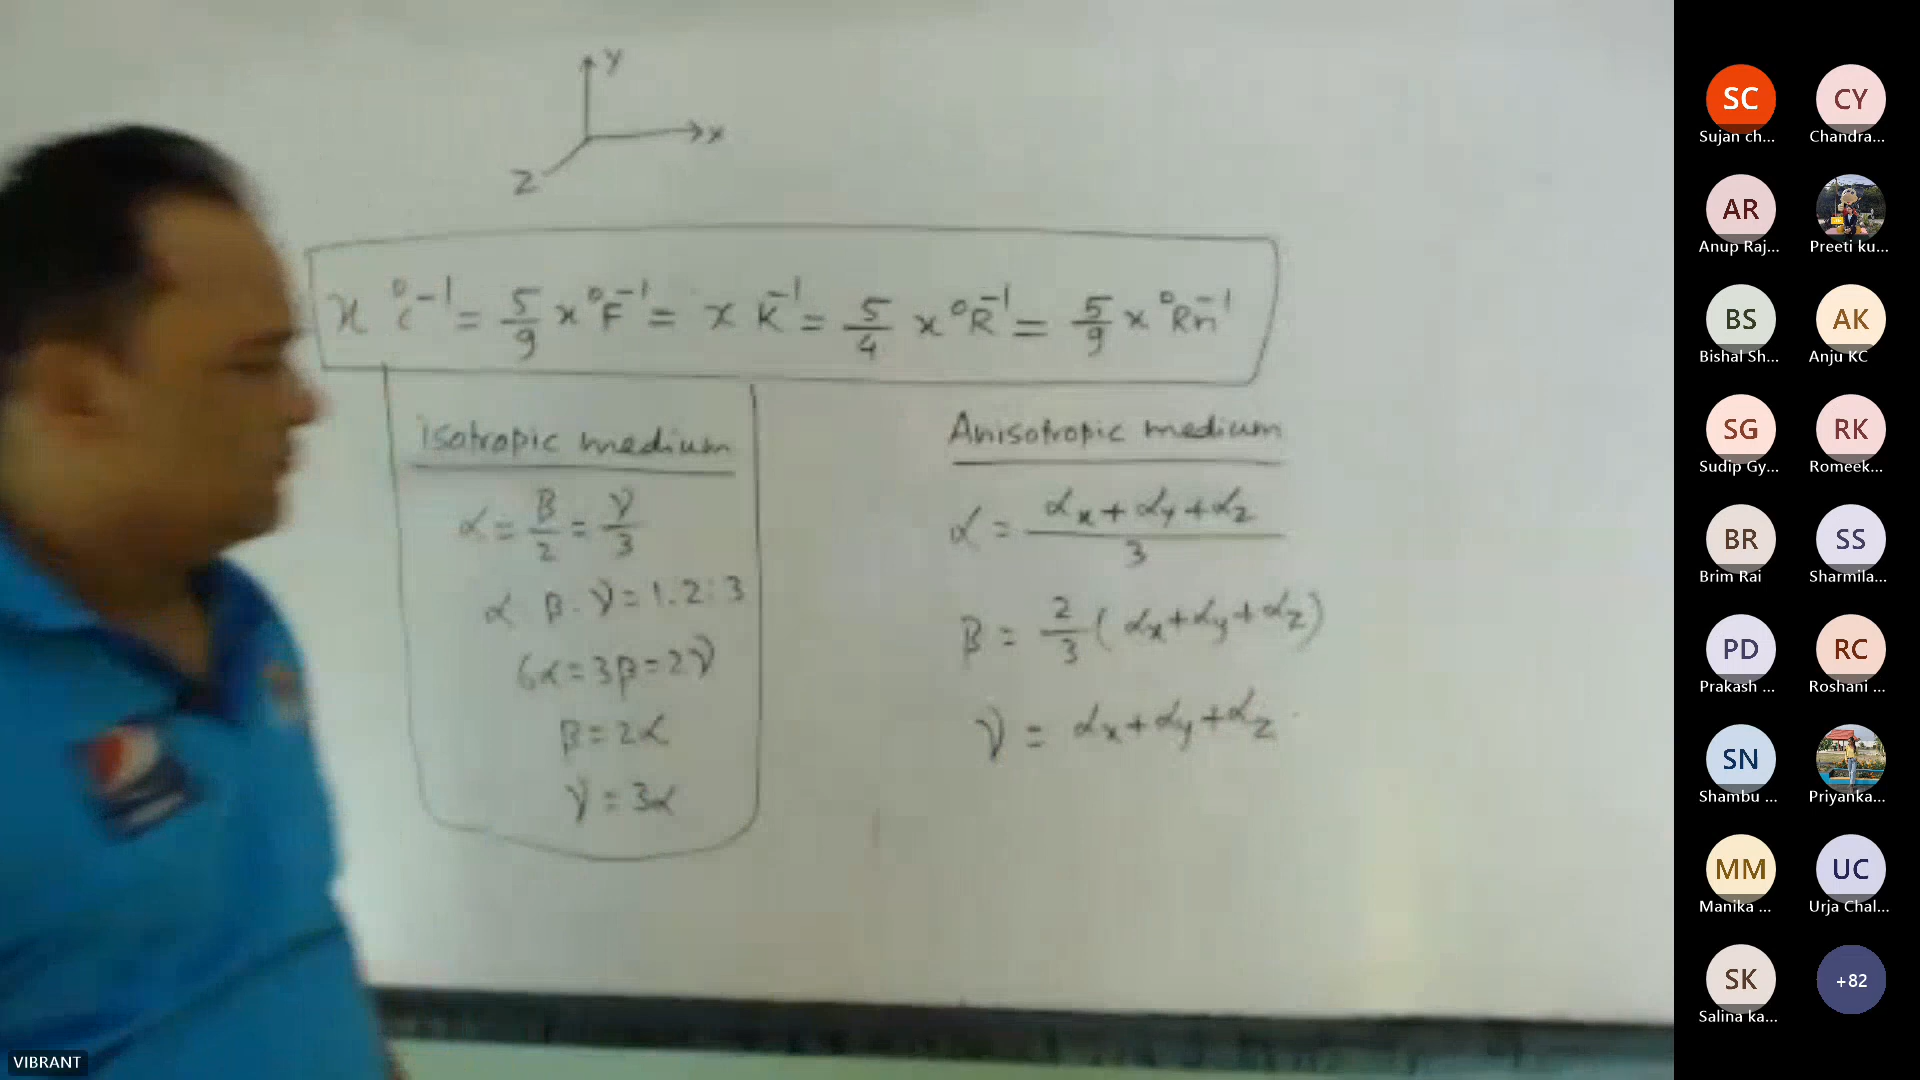 Y
X
Z
x °C⁻¹ = 5/9 x °F⁻¹ = x K⁻¹ = 5/4 x °R⁻¹ = 5/9 x °Rn⁻¹
Isotropic medium
α = β/2 = γ/3
α : β : γ = 1 : 2 : 3
6α = 3β = 2γ
β = 2α
γ = 3α
Anisotropic medium
α = (αx + αy + αz)/3
β = 2/3 (αx + αy + αz)
γ = αx + αy + αz
VIBRANT
SC CY
Sujan ch... Chandra...
AR
Anup Raj... Preeti ku...
BS AK
Bishal Sh... Anju KC
SG RK
Sudip Gy... Romeek...
BR SS
Brim Rai Sharmila...
PD RC
Prakash ... Roshani ...
SN
Shambu ... Priyanka...
MM UC
Manika ... Urja Chal...
SK +82
Salina ka...